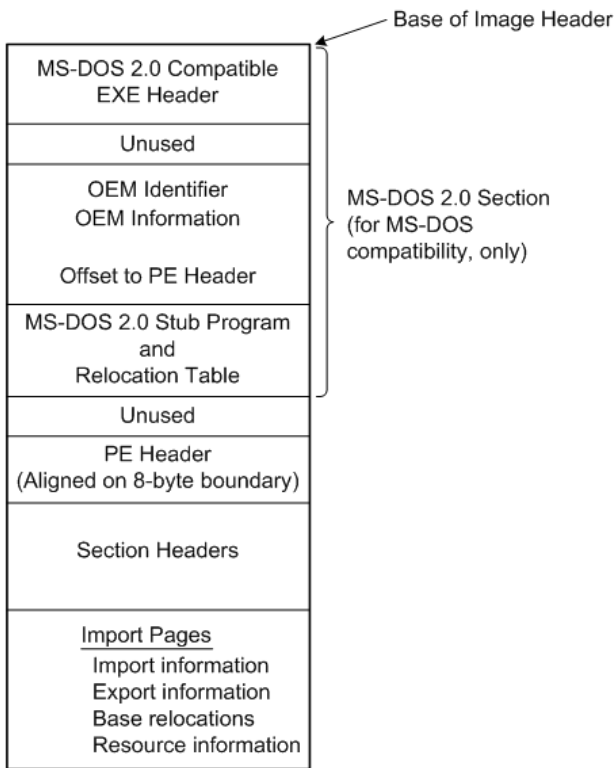 Base of Image Header
MS-DOS 2.0 Compatible
EXE Header
Unused
OEM Identifier
OEM Information
Offset to PE Header
MS-DOS 2.0 Section
(for MS-DOS
compatibility, only)
MS-DOS 2.0 Stub Program
and
Relocation Table
Unused
PE Header
(Aligned on 8-byte boundary)
Section Headers
Import Pages
Import information
Export information
Base relocations
Resource information